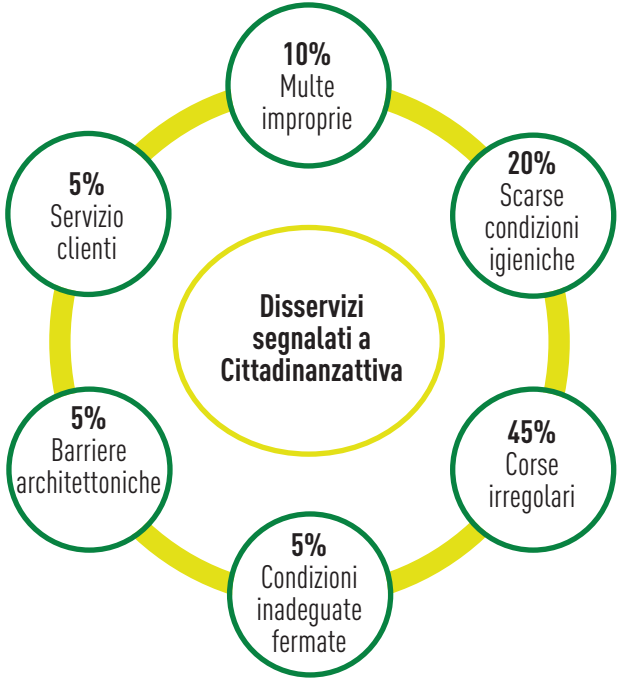 10%
Multe
improprie
20%
Scarse
condizioni
igieniche
45%
Corse
irregolari
5%
Condizioni
inadeguate
fermate
5%
Barriere
architettoniche
5%
Servizio
clienti
Disservizi
segnalati a
Cittadinanzattiva